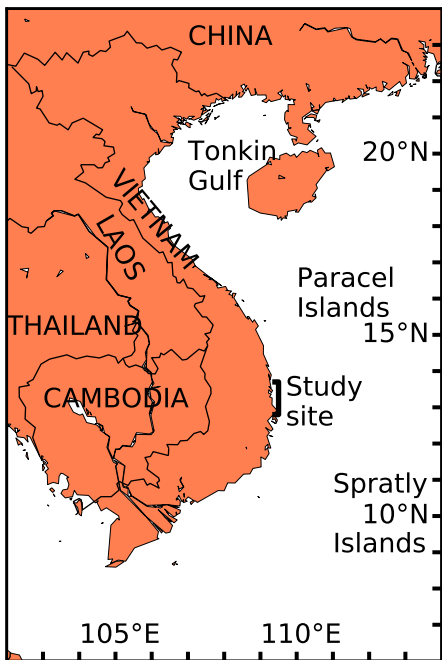 CHINA
Tonkin
Gulf
20°N
VIETNAM
LAOS
Paracel
Islands
THAILAND
15°N
CAMBODIA
Study
site
Spratly
10°N
Islands
105°E
110°E